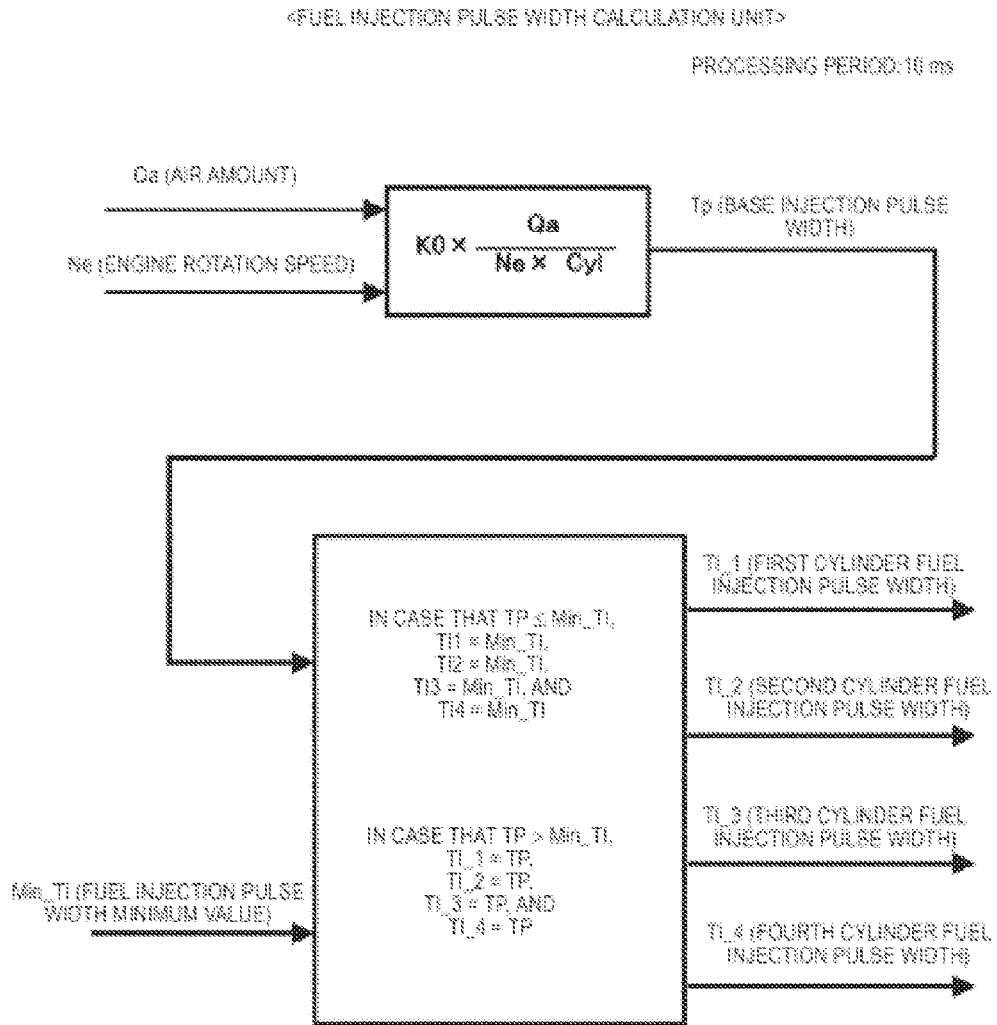 <FUEL INJECTION PULSE WIDTH CALCULATION UNIT>
PROCESSING PERIOD: 10 ms
Qa (AIR AMOUNT)
Ne (ENGINE ROTATION SPEED)
K0 × Qa
Ne × Cyl
Tp (BASE INJECTION PULSE
WIDTH)
IN CASE THAT TP ≤ Min_TI,
TI1 = Min_TI,
TI2 = Min_TI,
TI3 = Min_TI, AND
TI4 = Min_TI
IN CASE THAT TP > Min_TI,
TI_1 = TP,
TI_2 = TP,
TI_3 = TP, AND
TI_4 = TP
Min_TI (FUEL INJECTION PULSE
WIDTH MINIMUM VALUE)
TI_1 (FIRST CYLINDER FUEL
INJECTION PULSE WIDTH)
TI_2 (SECOND CYLINDER FUEL
INJECTION PULSE WIDTH)
TI_3 (THIRD CYLINDER FUEL
INJECTION PULSE WIDTH)
TI_4 (FOURTH CYLINDER FUEL
INJECTION PULSE WIDTH)